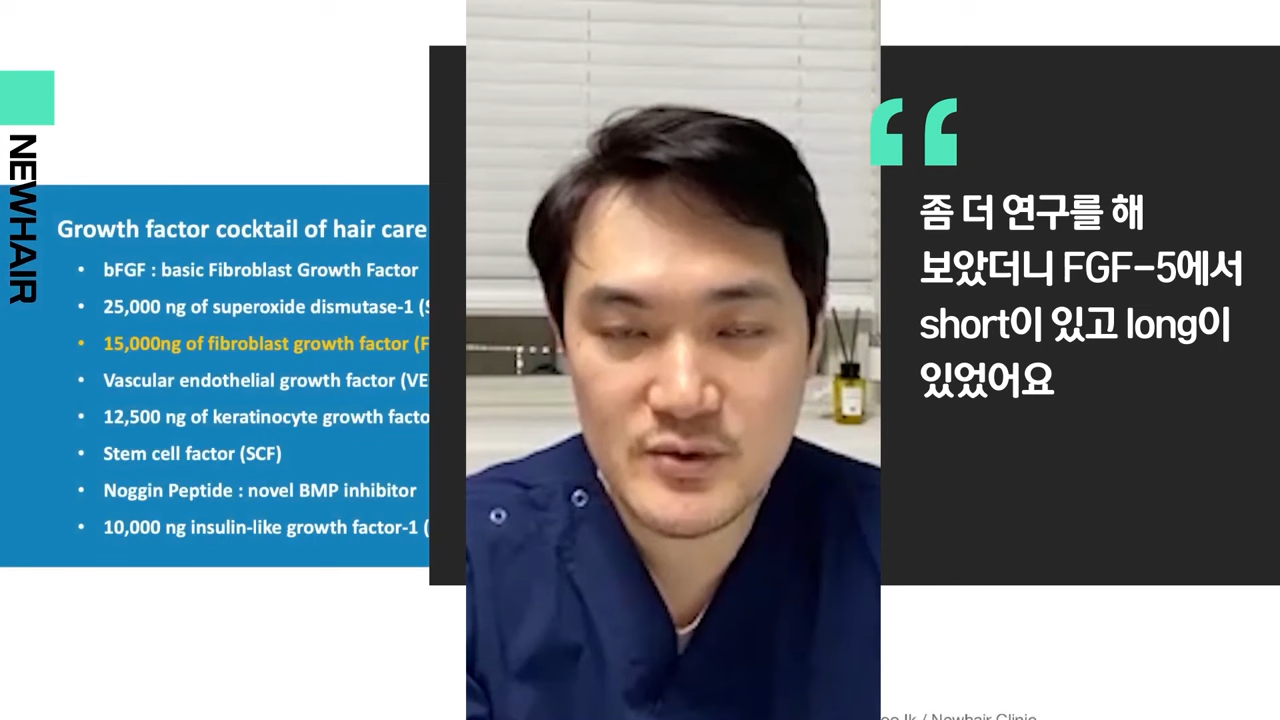 NEWHAIR
Growth factor cocktail of hair care
• bFGF : basic Fibroblast Growth Factor
• 25,000 ng of superoxide dismutase-1 (
• 15,000ng of fibroblast growth factor (F
• Vascular endothelial growth factor (VE
• 12,500 ng of keratinocyte growth facto
• Stem cell factor (SCF)
• Noggin Peptide : novel BMP inhibitor
• 10,000 ng insulin-like growth factor-1 (
“
좀 더 연구를 해
보았더니 FGF-5에서
short이 있고 long이
있었어요
Ik / Newhair Clinic